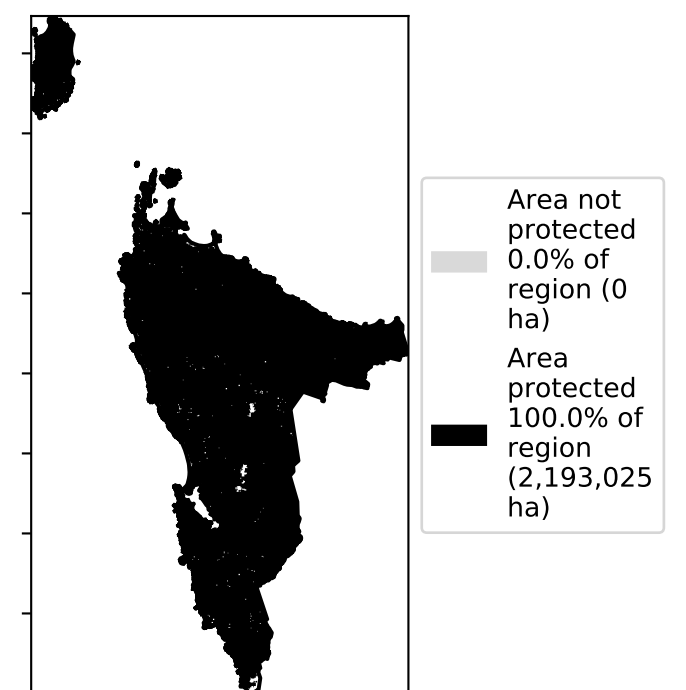 Area not
protected
0.0% of
region (0
ha)
Area
protected
100.0% of
region
(2,193,025
ha)